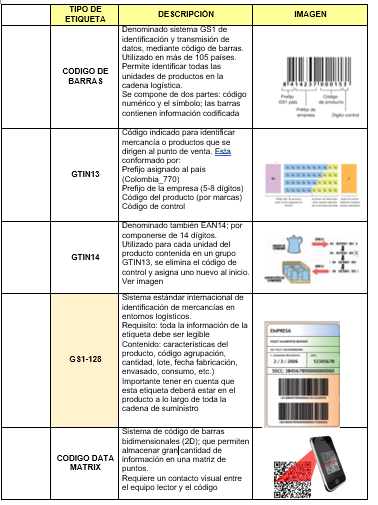 TIPO DE
ETIQUETA
DESCRIPCIÓN
IMAGEN
CODIGO DE
BARRAS
Denominado sistema GS1 de
identificación y transmisión de
datos, mediante código de barras.
Utilizado en más de 105 países.
Permite identificar todas las
unidades de productos en la
cadena logística.
Se compone de dos partes: código
numérico y el símbolo; las barras
contienen información codificada
8 414237 000153
Prefijo
GS1 país
Código
de producto
Prefijo de
empresa
Dígito control
GTIN13
Código indicado para identificar
mercancía o productos que se
dirigen al punto de venta. Esta
conformado por:
Prefijo asignado al país
(Colombia_770)
Prefijo de la empresa (5-8 dígitos)
Código del producto (por marcas)
Código de control
GTIN14
Denominado también EAN14; por
componerse de 14 dígitos.
Utilizado para cada unidad del
producto contenida en un grupo
GTIN13, se elimina el código de
control y asigna uno nuevo al inicio.
Ver imagen
GS1-128
Sistema estándar internacional de
identificación de mercancías en
entornos logísticos.
Requisito: toda la información de la
etiqueta debe ser legible
Contenido: características del
producto, código agrupación,
cantidad, lote, fecha fabricación,
envasado, consumo, etc.)
Importante tener en cuenta que
esta etiqueta deberá estar en el
producto a lo largo de toda la
cadena de suministro
EMPRESA
2 / 3 / 2006
12345678
CODIGO DATA
MATRIX
Sistema de código de barras
bidimensionales (2D); que permiten
almacenar gran cantidad de
información en una matriz de
puntos.
Requiere un contacto visual entre
el equipo lector y el código